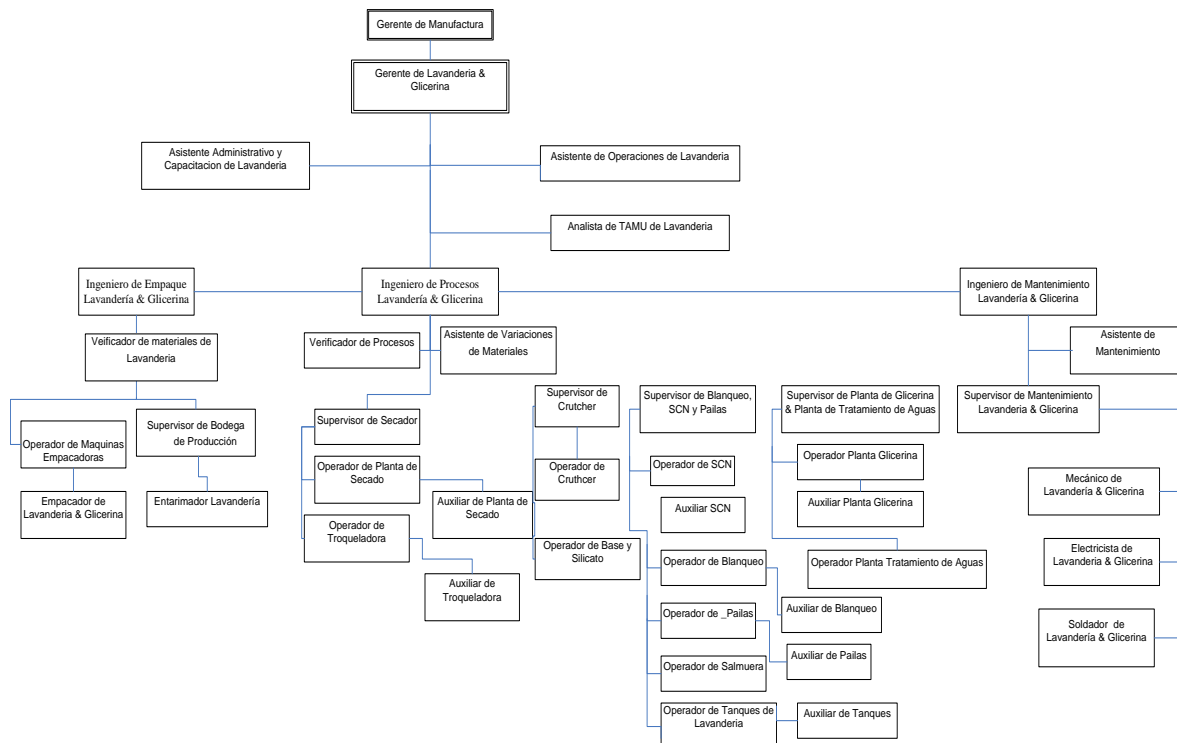 Gerente de Manufactura
Gerente de Lavanderia &
Glicerina
Asistente Administrativo y
Capacitacion de Lavanderia
Asistente de Operaciones de Lavanderia
Analista de TAMU de Lavanderia
Ingeniero de Empaque
Lavandería & Glicerina
Ingeniero de Procesos
Lavandería & Glicerina
Ingeniero de Mantenimiento
Lavandería & Glicerina
Veificador de materiales de
Lavanderia
Verificador de Procesos
Asistente de Variaciones
de Materiales
Asistente de
Mantenimiento
Operador de Maquinas
Empacadoras
Supervisor de Bodega
de Producción
Empacador de
Lavanderia & Glicerina
Entarimador Lavandería
Supervisor de Secador
Operador de Planta de
Secado
Auxiliar de Planta de
Secado
Operador de
Troqueladora
Auxiliar de
Troqueladora
Supervisor de
Crutcher
Operador de
Cruthcer
Operador de Base y
Silicato
Supervisor de Blanqueo,
SCN y Pailas
Operador de SCN
Auxiliar SCN
Operador de Blanqueo
Auxiliar de Blanqueo
Operador de _Pailas
Auxiliar de Pailas
Operador de Salmuera
Operador de Tanques de
Lavanderia
Auxiliar de Tanques
Supervisor de Planta de Glicerina
& Planta de Tratamiento de Aguas
Operador Planta Glicerina
Auxiliar Planta Glicerina
Operador Planta Tratamiento de Aguas
Supervisor de Mantenimiento
Lavandería & Glicerina
Mecánico de
Lavandería & Glicerina
Electricista de
Lavanderia & Glicerina
Soldador de
Lavandería & Glicerina